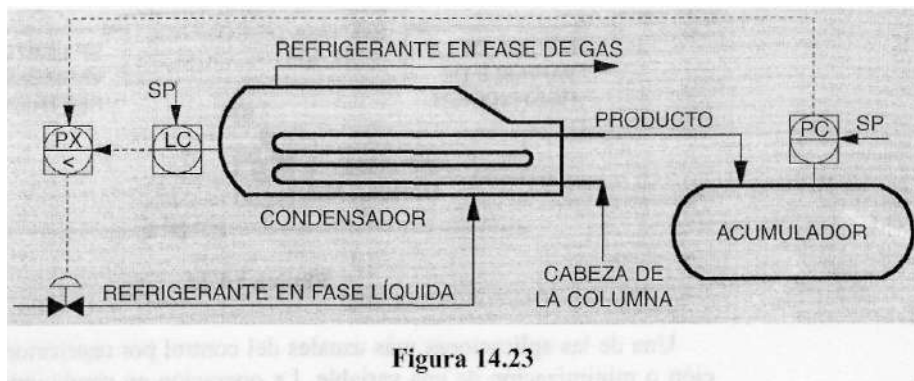 REFRIGERANTE EN FASE DE GAS
SP
PX
<
LC
PRODUCTO
PC
SP
CONDENSADOR
ACUMULADOR
REFRIGERANTE EN FASE LÍQUIDA
CABEZA DE
LA COLUMNA
Figura 14.23